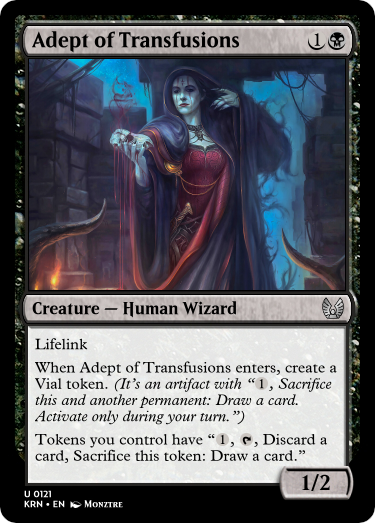 Adept of Transfusions 1
Creature — Human Wizard
Lifelink
When Adept of Transfusions enters, create a
Vial token. (It's an artifact with “1, Sacrifice
this and another permanent: Draw a card.
Activate only during your turn.”)
Tokens you control have “1, , Discard a
card, Sacrifice this token: Draw a card.”
1/2
U 0121
KRN • EN Monztre